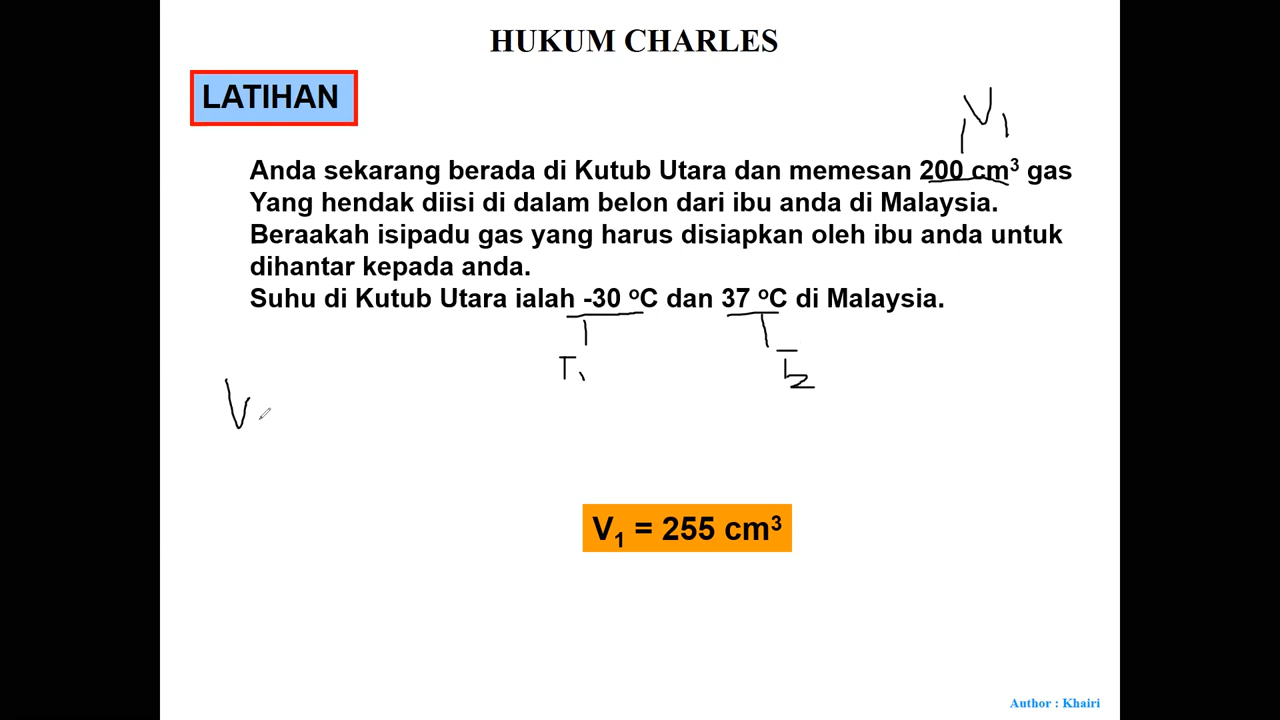 HUKUM CHARLES
LATIHAN
V1
Anda sekarang berada di Kutub Utara dan memesan 200 cm³ gas
Yang hendak diisi di dalam belon dari ibu anda di Malaysia.
Beraakah isipadu gas yang harus disiapkan oleh ibu anda untuk
dihantar kepada anda.
Suhu di Kutub Utara ialah -30 ºC dan 37 ºC di Malaysia.
T1 T2
V
V₁ = 255 cm³
Author : Khairi